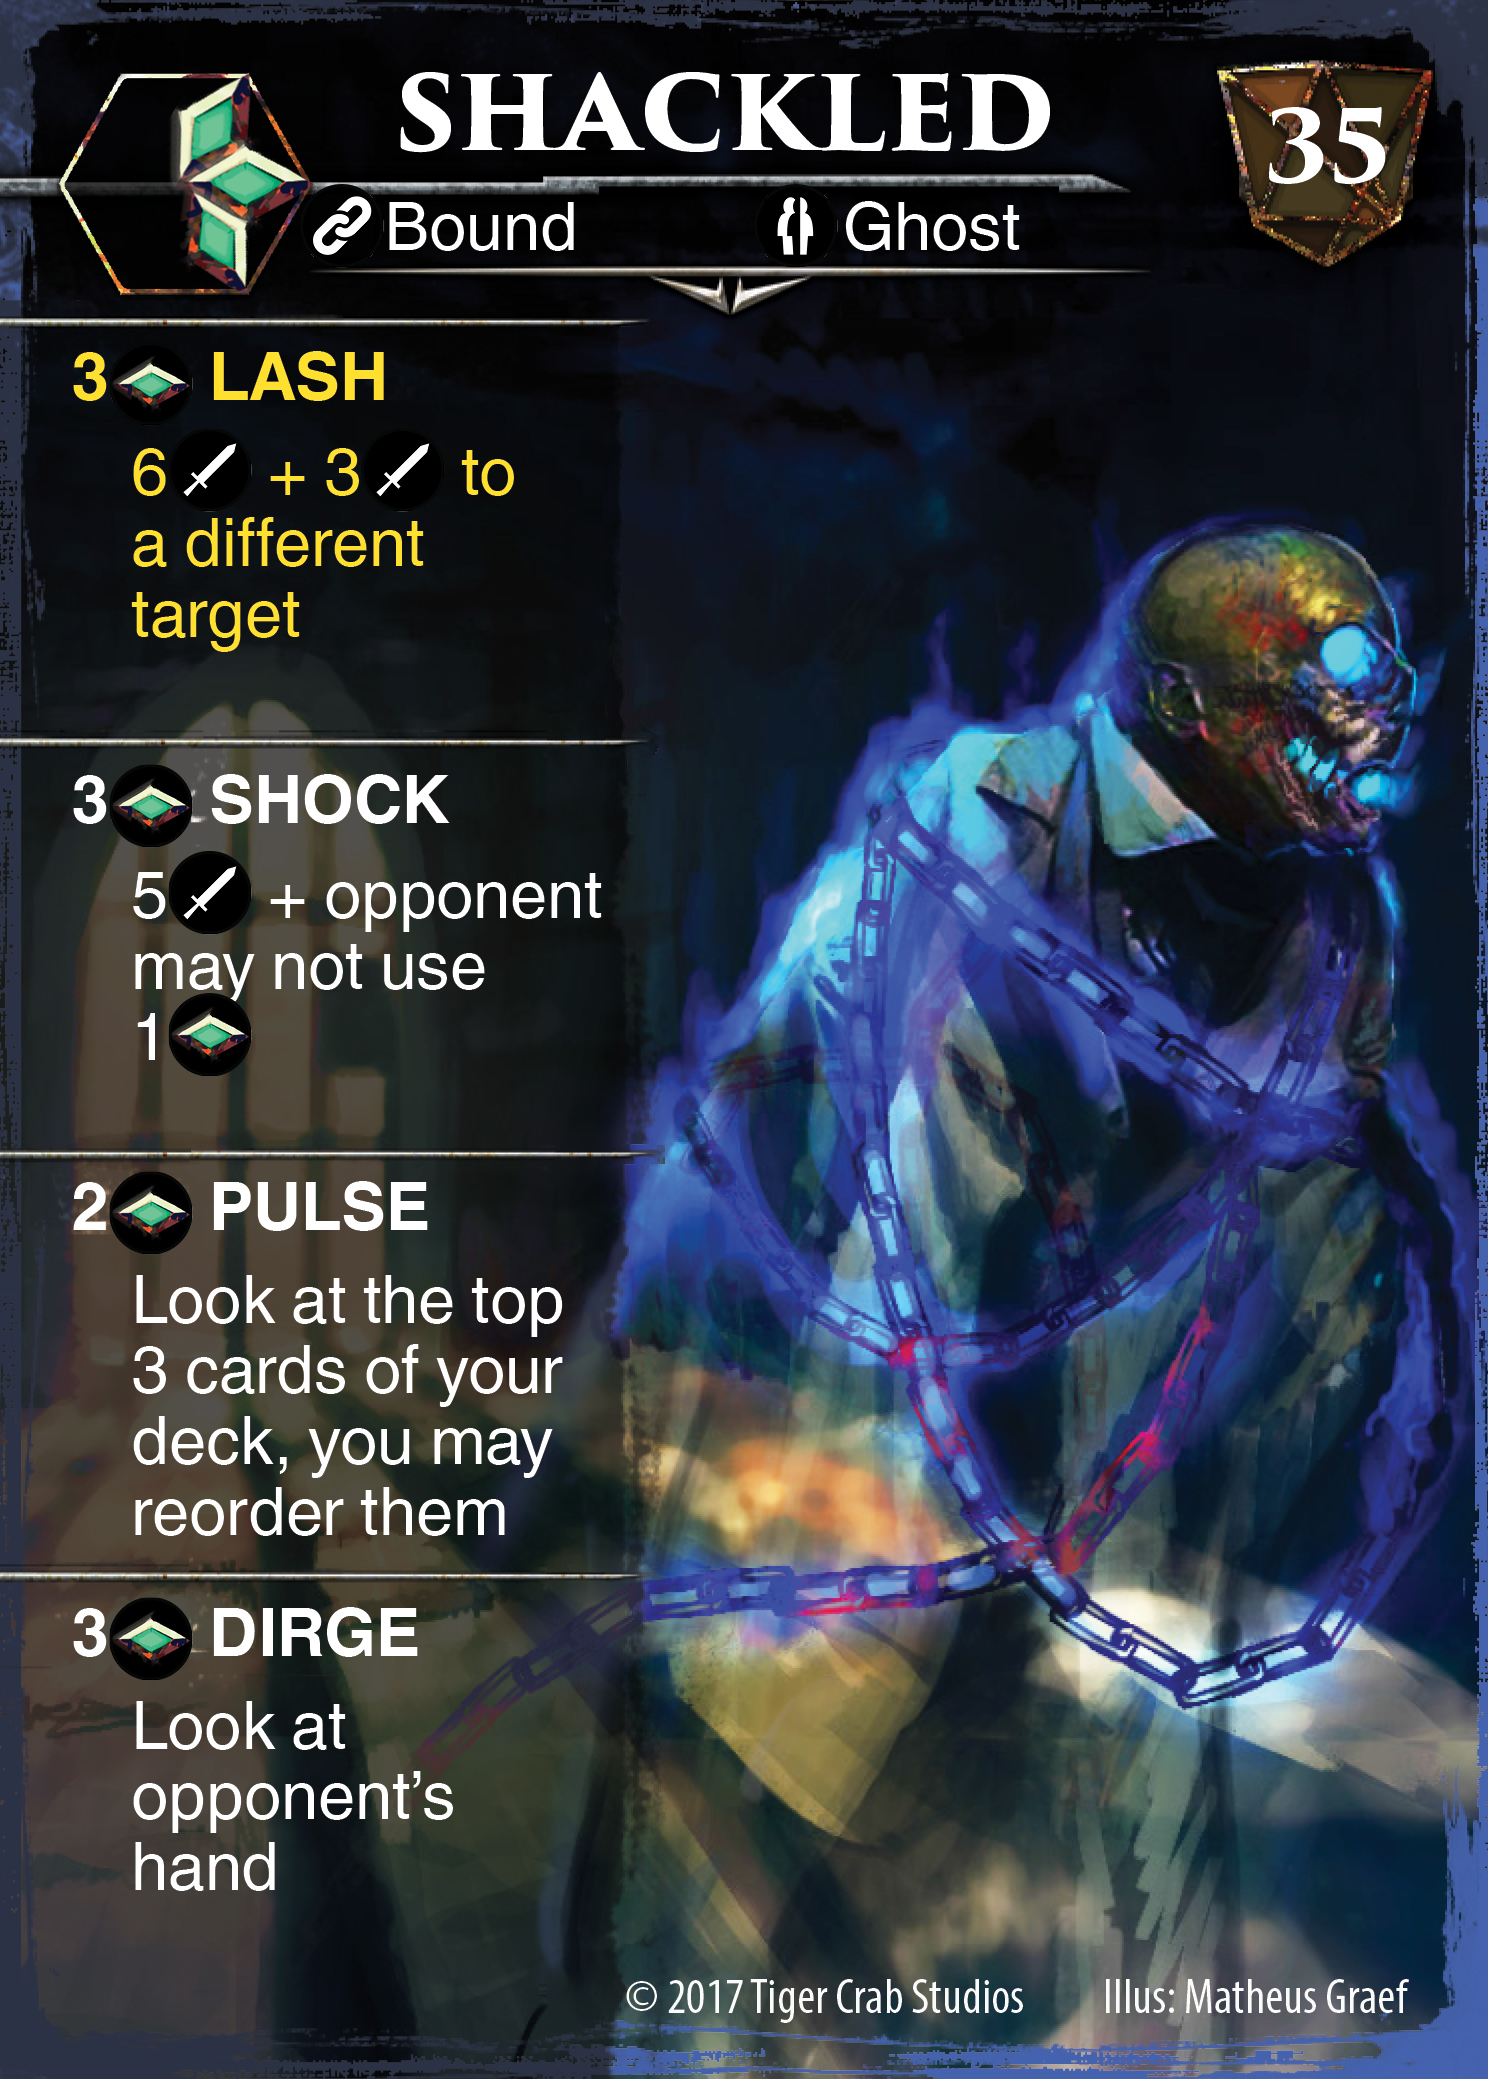 SHACKLED
35
Bound Ghost
3 LASH
6 + 3 to
a different
target
3 SHOCK
5 + opponent
may not use
1
2 PULSE
Look at the top
3 cards of your
deck, you may
reorder them
3 DIRGE
Look at
opponent’s
hand
© 2017 Tiger Crab Studios Illus: Matheus Graef